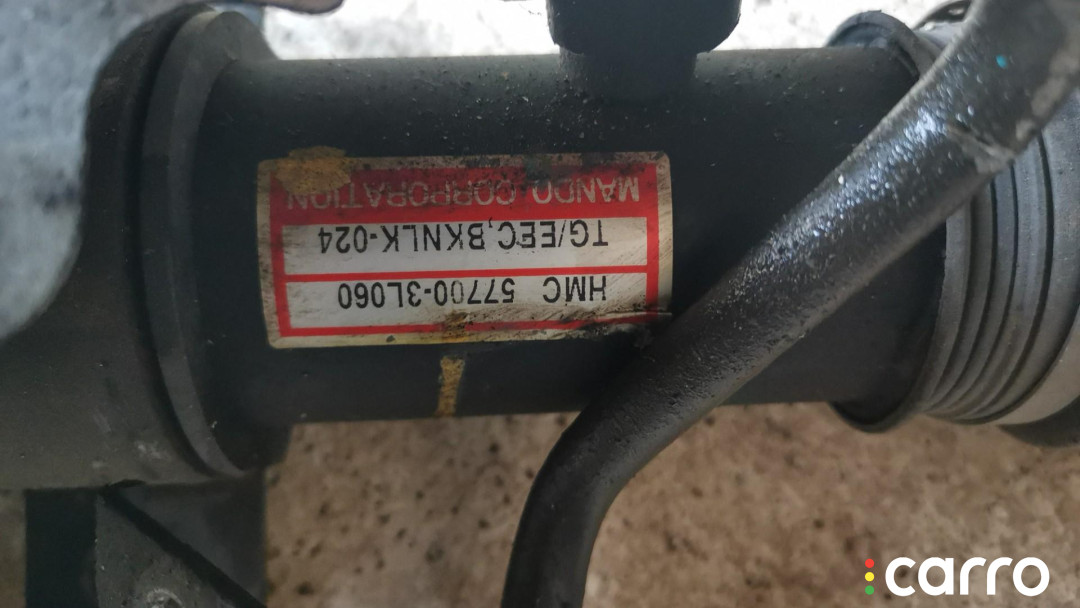 MANDO CORPORATION
TG/EEC,BKNLK-024
HMC 57700-3L060
carro